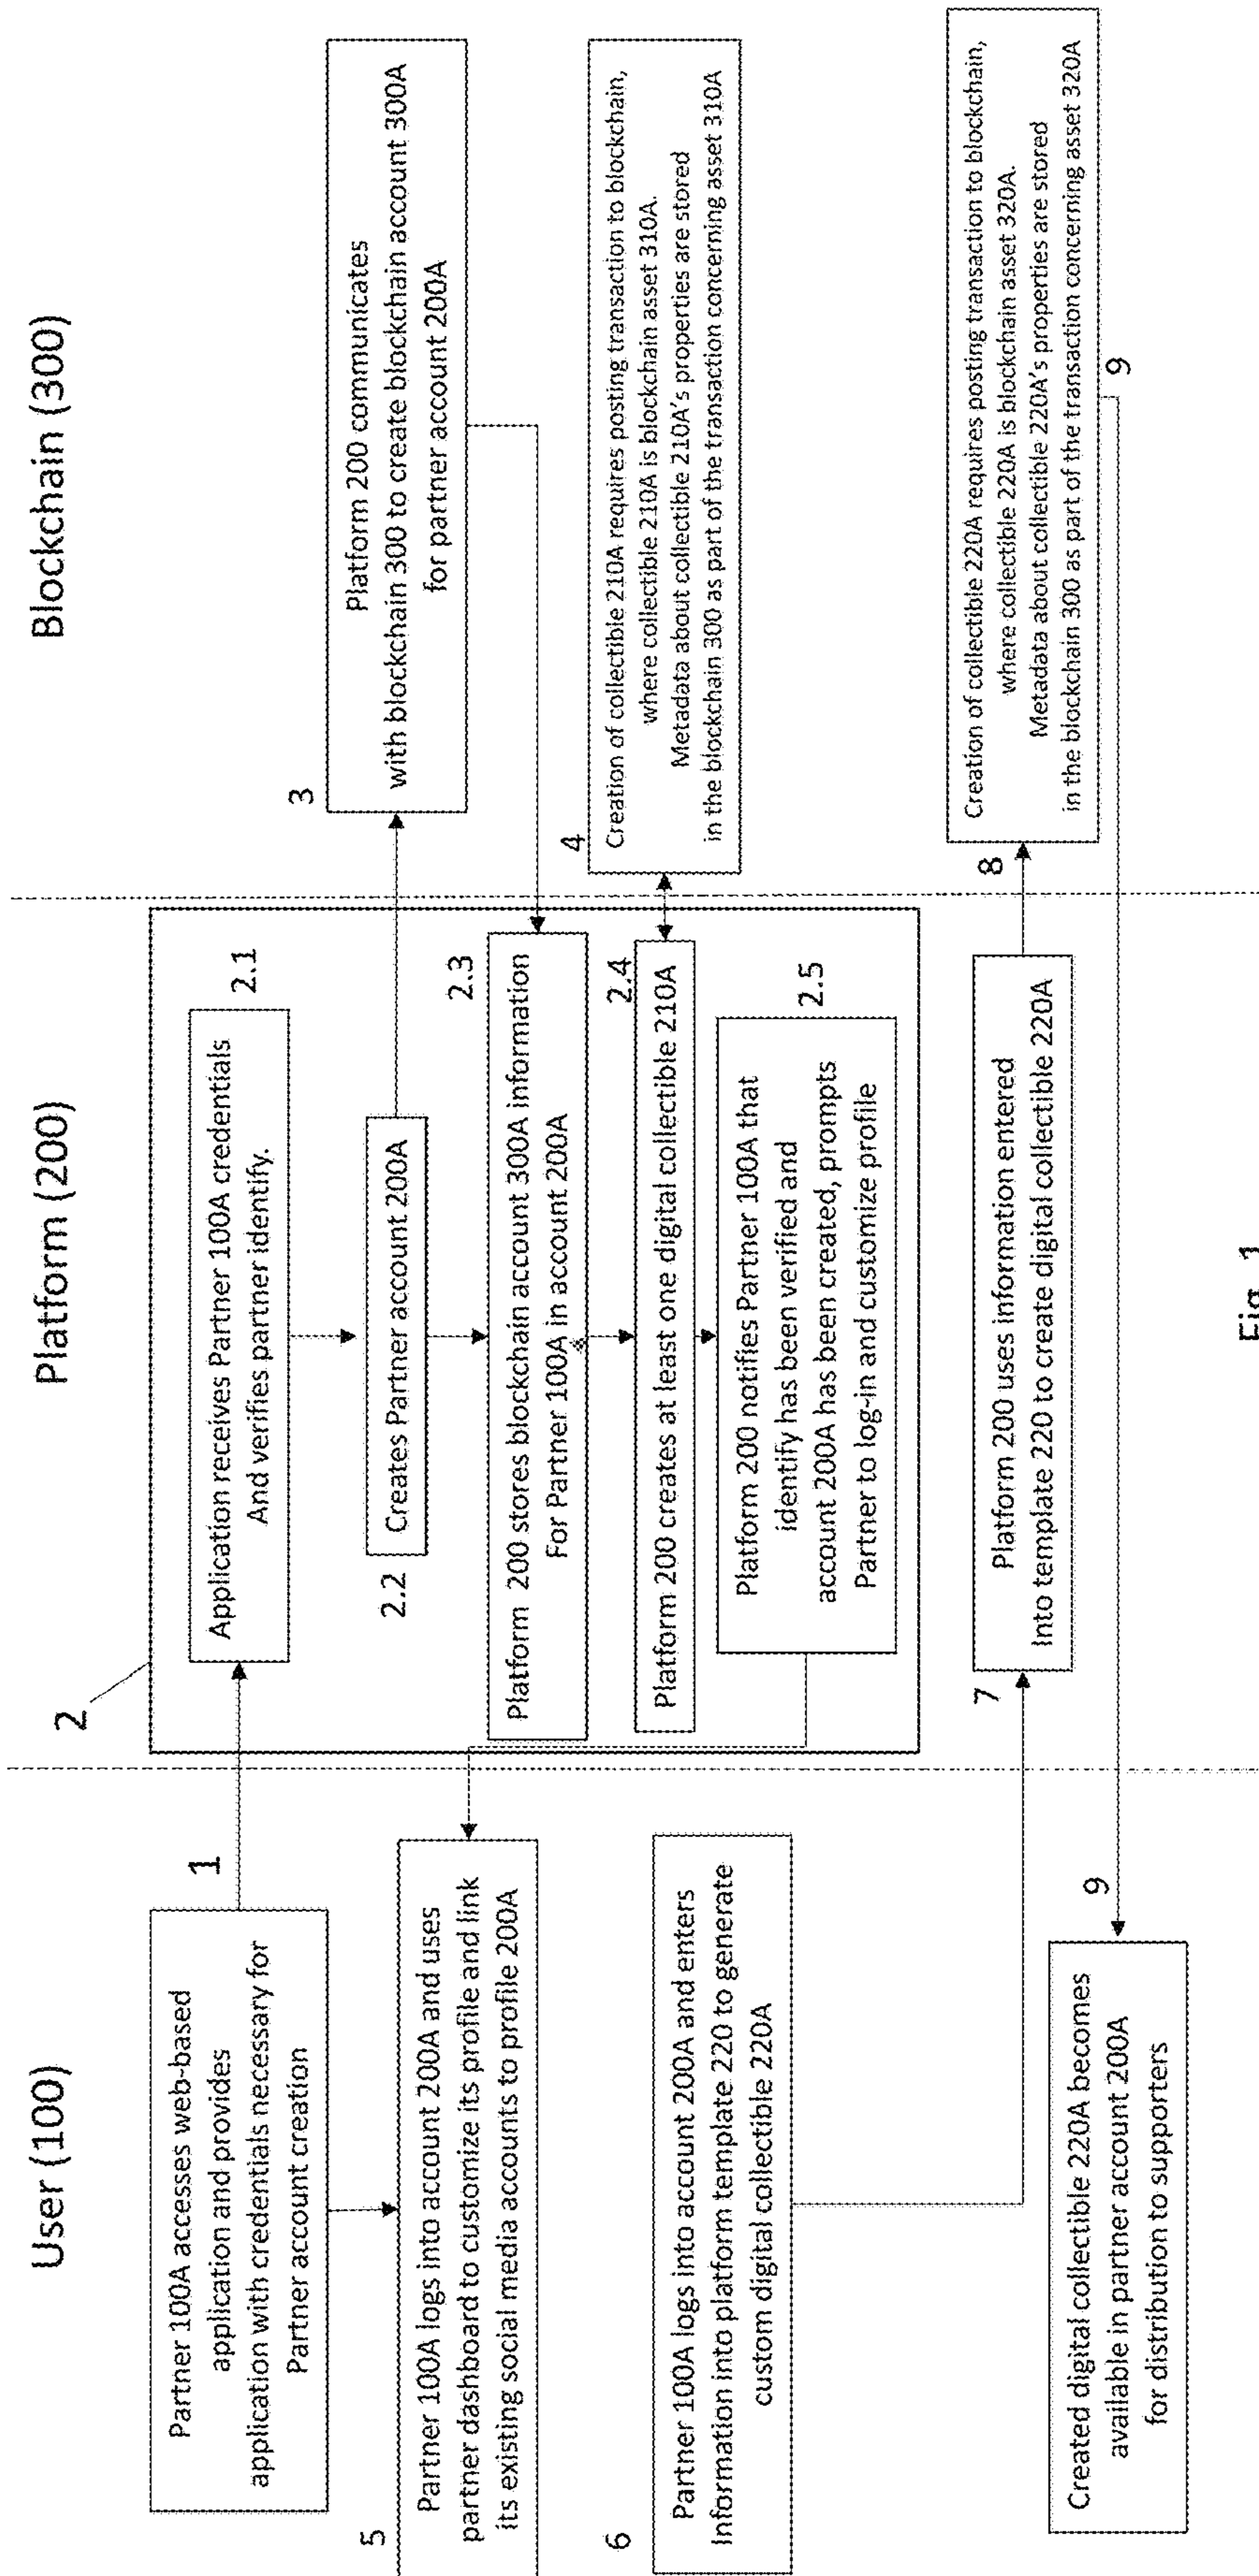 User (100)
Platform (200)
Blockchain (300)
Partner 100A accesses web-based
application and provides
application with credentials necessary for
Partner account creation
1
2
Application receives Partner 100A credentials
And verifies partner identify.
2.1
2.2
Creates Partner account 200A
3
Platform 200 communicates
with blockchain 300 to create blockchain account 300A
for partner account 200A
2.3
Platform 200 stores blockchain account 300A information
For Partner 100A in account 200A
2.4
Platform 200 creates at least one digital collectible 210A
4
Creation of collectible 210A requires posting transaction to blockchain,
where collectible 210A is blockchain asset 310A.
Metadata about collectible 210A's properties are stored
in the blockchain 300 as part of the transaction concerning asset 310A
2.5
Platform 200 notifies Partner 100A that
identify has been verified and
account 200A has been created, prompts
Partner to log-in and customize profile
5
Partner 100A logs into account 200A and uses
partner dashboard to customize its profile and link
its existing social media accounts to profile 200A
6
Partner 100A logs into account 200A and enters
Information into platform template 220 to generate
custom digital collectible 220A
7
Platform 200 uses information entered
Into template 220 to create digital collectible 220A
8
Creation of collectible 220A requires posting transaction to blockchain,
where collectible 220A is blockchain asset 320A.
Metadata about collectible 220A's properties are stored
in the blockchain 300 as part of the transaction concerning asset 320A
9
9
Created digital collectible 220A becomes
available in partner account 200A
for distribution to supporters
Fig. 1